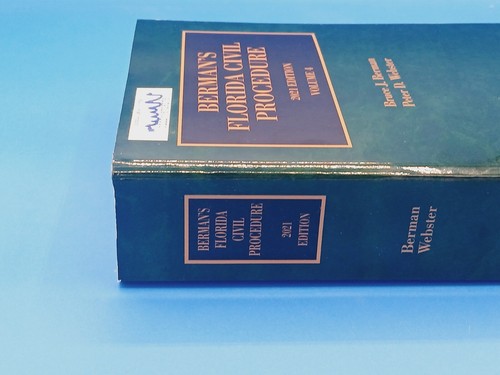 BERMAN'S
FLORIDA CIVIL
PROCEDURE
2021 EDITION
VOLUME 4
Bruce J. Berman
Peter D. Webster
BERMAN'S
FLORIDA
CIVIL
PROCEDURE
2021
EDITION
Berman
Webster